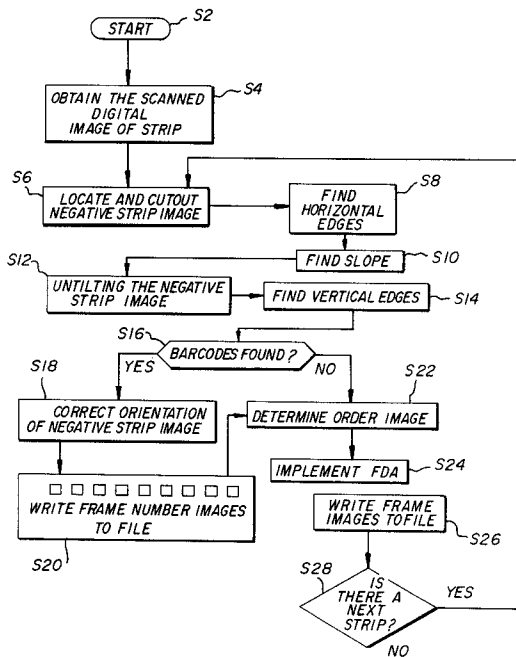 START
S2
OBTAIN THE SCANNED
DIGITAL
IMAGE OF STRIP
S4
S6
LOCATE AND CUTOUT
NEGATIVE STRIP IMAGE
FIND
HORIZONTAL
EDGES
S8
FIND SLOPE
S10
S12
UNTILTING THE NEGATIVE
STRIP IMAGE
FIND VERTICAL EDGES
S14
S16
BARCODES FOUND?
YES
NO
S18
CORRECT ORIENTATION
OF NEGATIVE STRIP IMAGE
S22
DETERMINE ORDER IMAGE
IMPLEMENT FDA
S24
WRITE FRAME NUMBER IMAGES
TO FILE
S20
WRITE FRAME
IMAGES TO FILE
S26
S28
IS
THERE A
NEXT
STRIP?
YES
NO